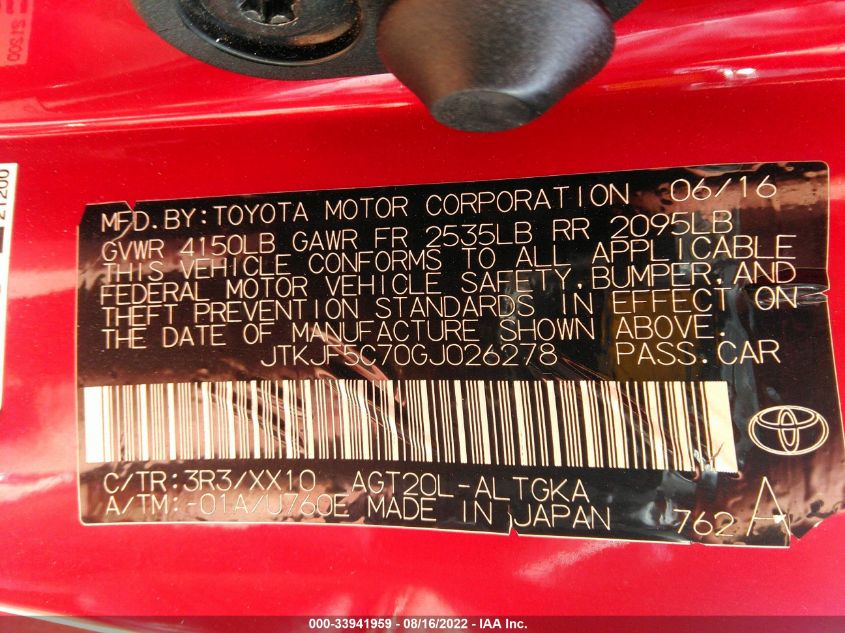 MFD.BY:TOYOTA MOTOR CORPORATION 06/16
GVWR 4150LB GAWR FR 2535LB RR 2095LB
THIS VEHICLE CONFORMS TO ALL APPLICABLE
FEDERAL MOTOR VEHICLE SAFETY,BUMPER,AND
THEFT PREVENTION STANDARDS IN EFFECT ON
THE DATE OF MANUFACTURE SHOWN ABOVE.
JTKJF5C70GJ026278 PASS.CAR
C/TR:3R3/XX10 AGT20L-ALTGKA
A/TM:-01A/U760E MADE IN JAPAN 762 A
21200
000-33941959 - 08/16/2022 - IAA Inc.